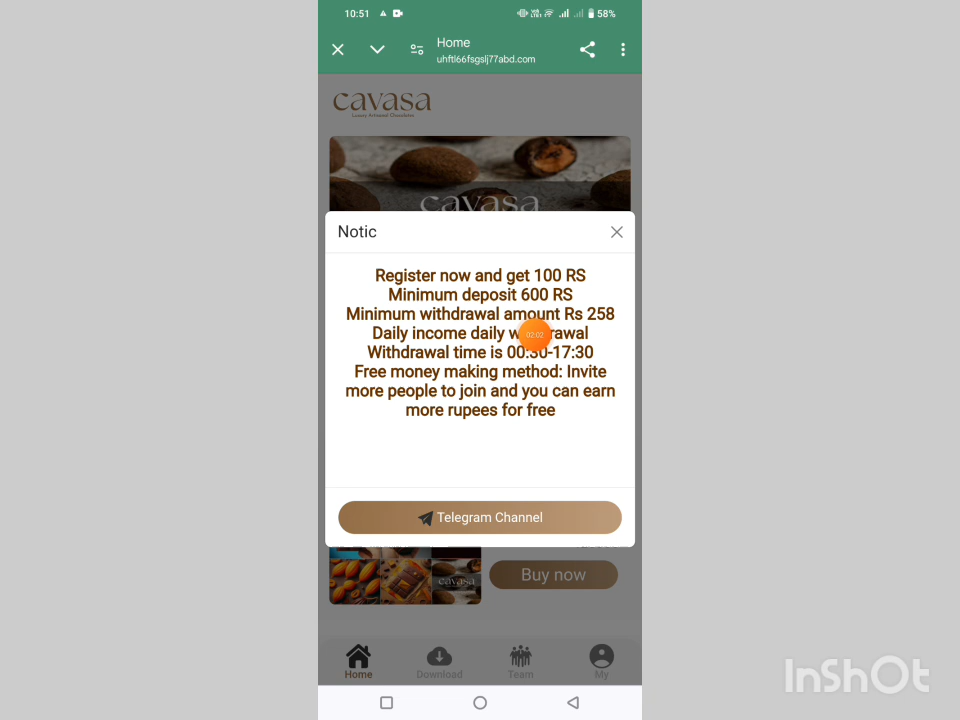 10:51
58%
Home
uhftl66fsgslj77abd.com
cavasa
Luxury Artisanal Chocolates
cavasa
Notic
Register now and get 100 RS
Minimum deposit 600 RS
Minimum withdrawal amount Rs 258
Daily income daily withdrawal
02:02
Withdrawal time is 00:30-17:30
Free money making method: Invite
more people to join and you can earn
more rupees for free
Telegram Channel
cavasa
Buy now
Home
Download
Team
My
InShOt